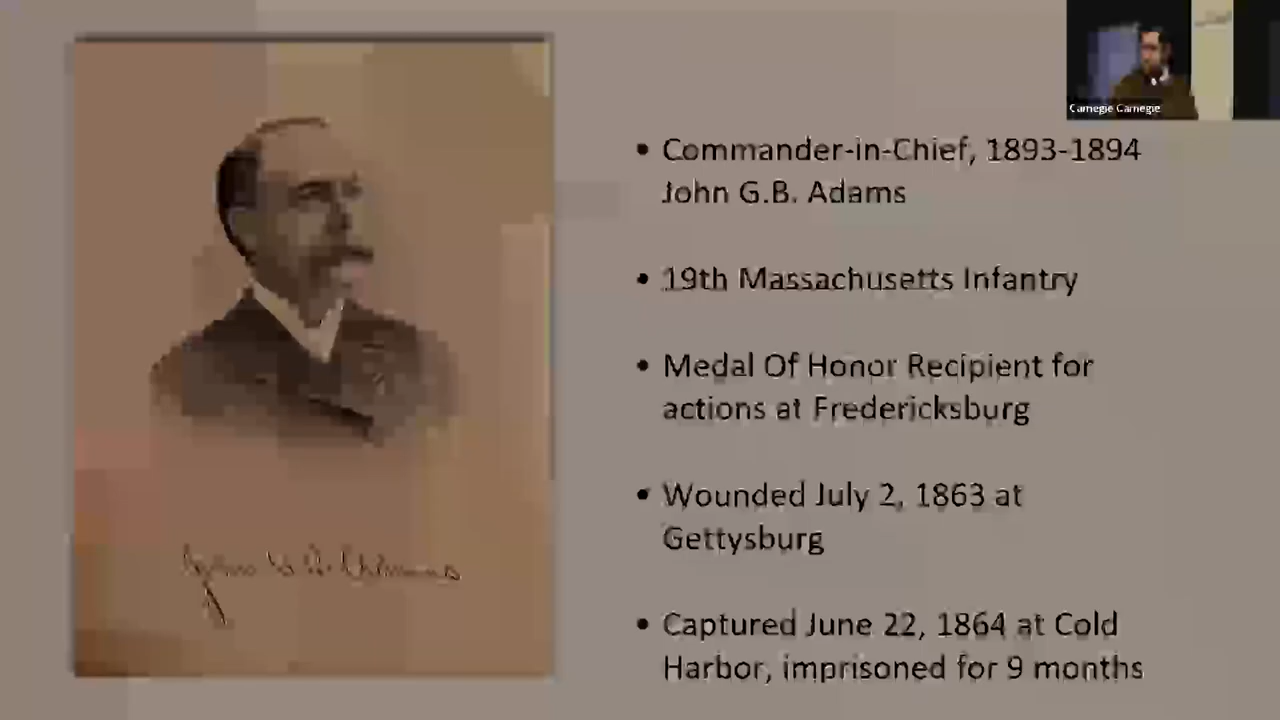 Carnegie Carnegie
• Commander-in-Chief, 1893-1894
John G.B. Adams
• 19th Massachusetts Infantry
• Medal Of Honor Recipient for
actions at Fredericksburg
• Wounded July 2, 1863 at
Gettysburg
• Captured June 22, 1864 at Cold
Harbor, imprisoned for 9 months